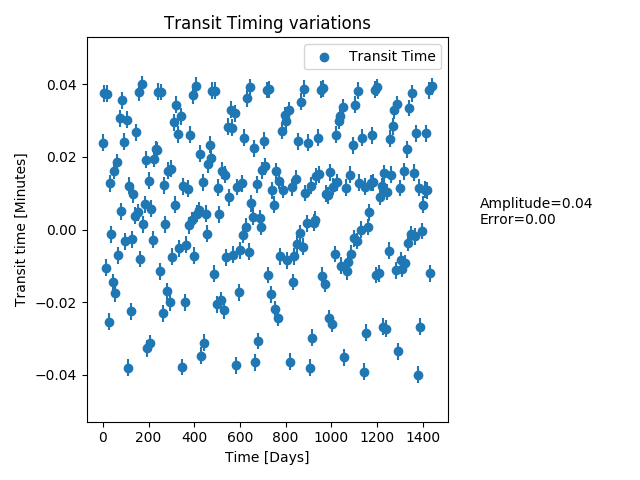 Transit Timing variations
Transit Time
0.04
0.02
0.00
−0.02
−0.04
Transit time [Minutes]
0 200 400 600 800 1000 1200 1400
Time [Days]
Amplitude=0.04
Error=0.00